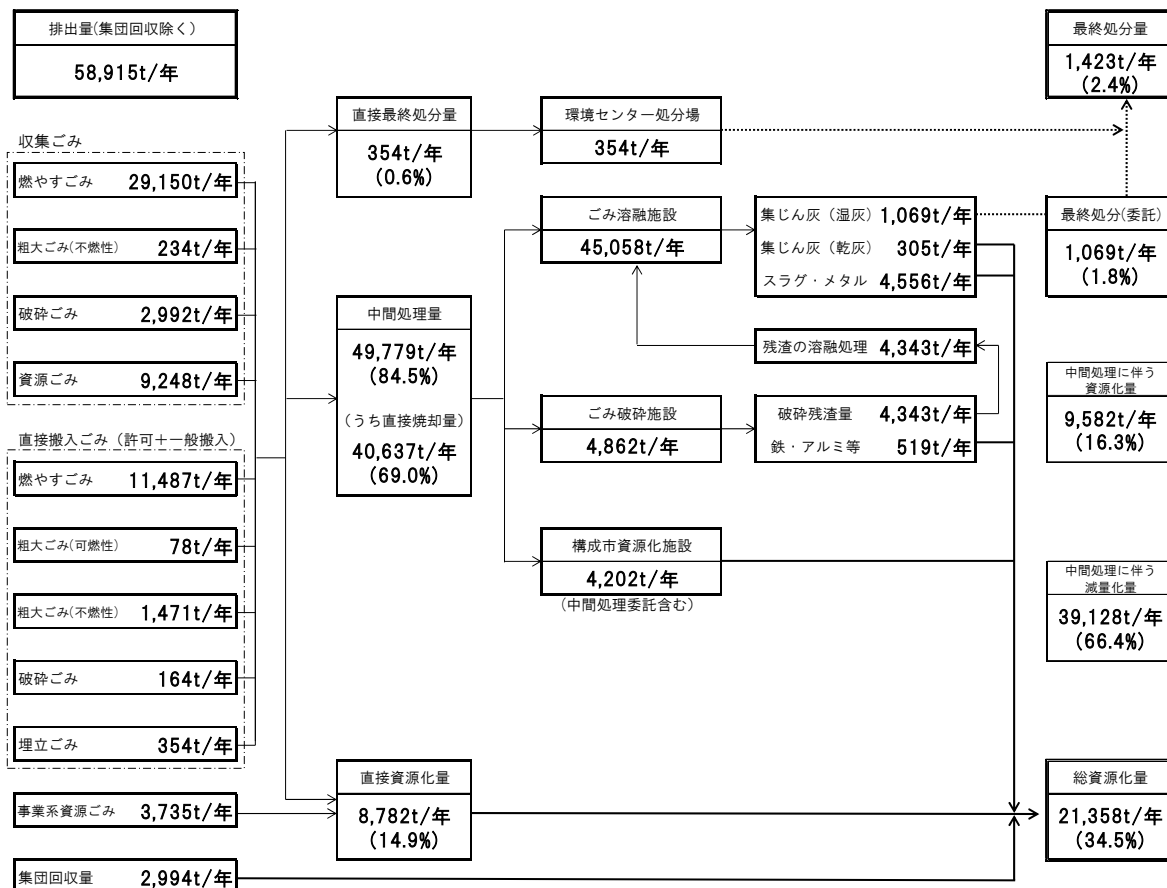 排出量(集団回収除く)
58,915t/年
収集ごみ
燃やすごみ 29,150t/年
粗大ごみ(不燃性) 234t/年
破砕ごみ 2,992t/年
資源ごみ 9,248t/年
直接搬入ごみ（許可＋一般搬入）
燃やすごみ 11,487t/年
粗大ごみ(可燃性) 78t/年
粗大ごみ(不燃性) 1,471t/年
破砕ごみ 164t/年
埋立ごみ 354t/年
事業系資源ごみ 3,735t/年
集団回収量 2,994t/年
直接最終処分量
354t/年
(0.6%)
中間処理量
49,779t/年
(84.5%)
（うち直接焼却量）
40,637t/年
(69.0%)
直接資源化量
8,782t/年
(14.9%)
環境センター処分場
354t/年
ごみ溶融施設
45,058t/年
ごみ破砕施設
4,862t/年
構成市資源化施設
4,202t/年
(中間処理委託含む)
集じん灰（湿灰） 1,069t/年
集じん灰（乾灰） 305t/年
スラグ・メタル 4,556t/年
残渣の溶融処理 4,343t/年
破砕残渣量 4,343t/年
鉄・アルミ等 519t/年
最終処分量
1,423t/年
(2.4%)
最終処分(委託)
1,069t/年
(1.8%)
中間処理に伴う
資源化量
9,582t/年
(16.3%)
中間処理に伴う
減量化量
39,128t/年
(66.4%)
総資源化量
21,358t/年
(34.5%)